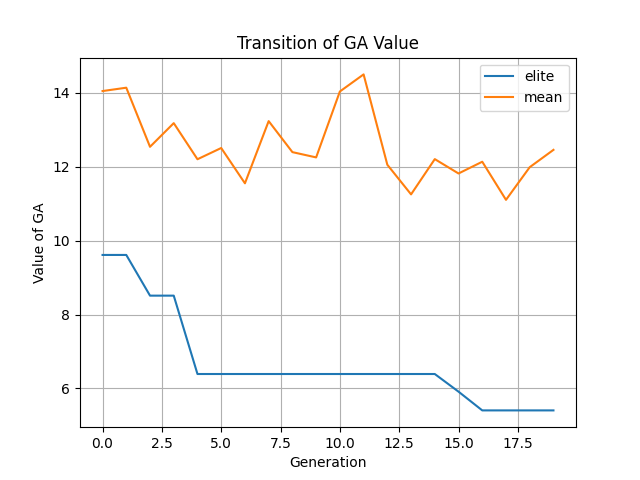 Transition of GA Value
elite
mean
Value of GA
14
12
10
8
6
0.0 2.5 5.0 7.5 10.0 12.5 15.0 17.5
Generation